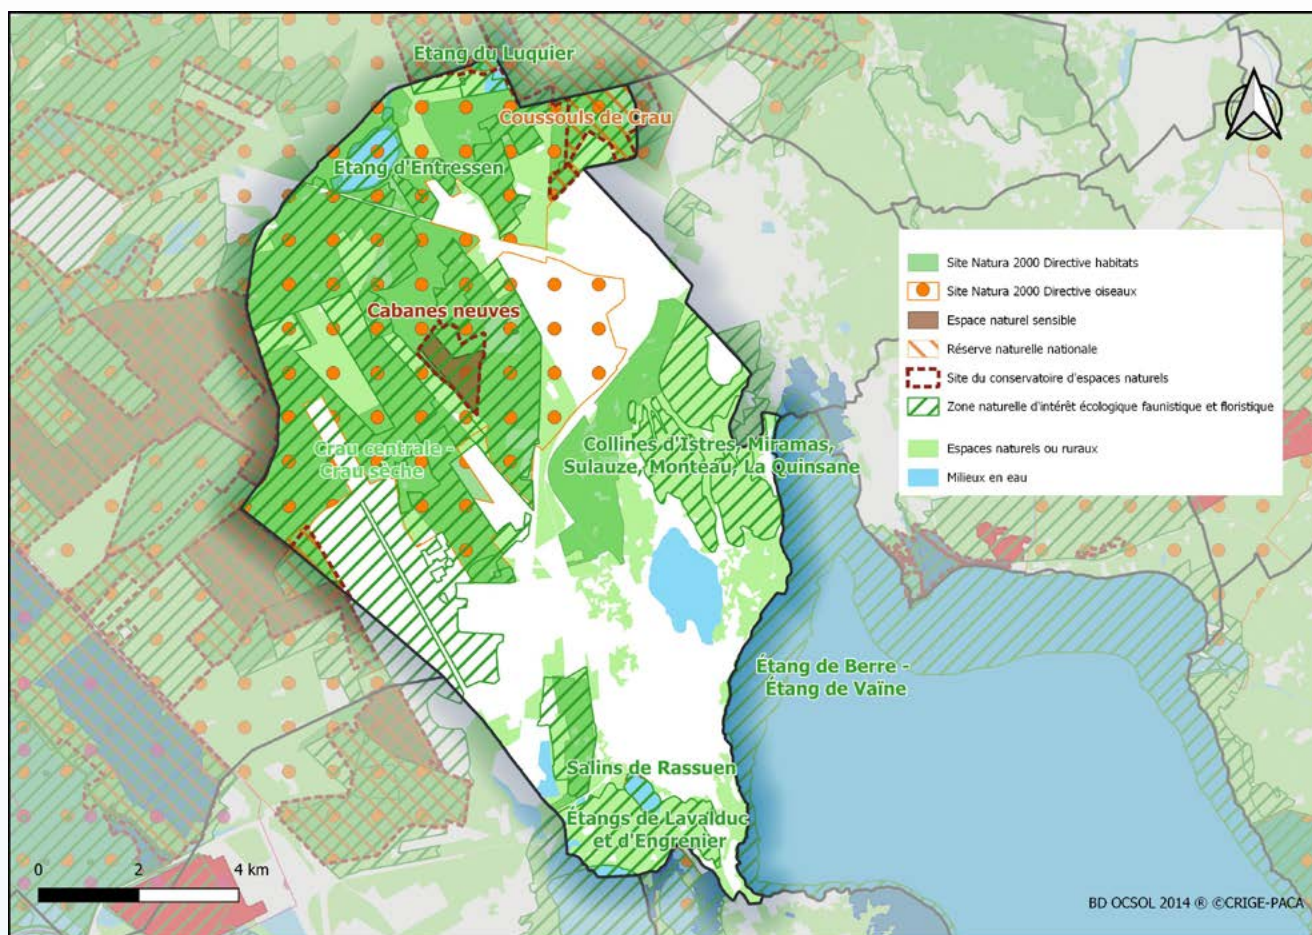 Etang du Luquier
Coussouls de Crau
Etang d'Entressen
Cabanes neuves
Crau centrale -
Crau sèche
Collines d'Istres, Miramas,
Sulauze, Monteau, La Quinsane
Étang de Berre -
Étang de Vaïne
Salins de Rassuen
Étangs de Lavalduc
et d'Engrenier
Site Natura 2000 Directive habitats
Site Natura 2000 Directive oiseaux
Espace naturel sensible
Réserve naturelle nationale
Site du conservatoire d'espaces naturels
Zone naturelle d'intérêt écologique faunistique et floristique
Espaces naturels ou ruraux
Milieux en eau
0 2 4 km
BD OCSOL 2014 ® ©CRIGE-PACA